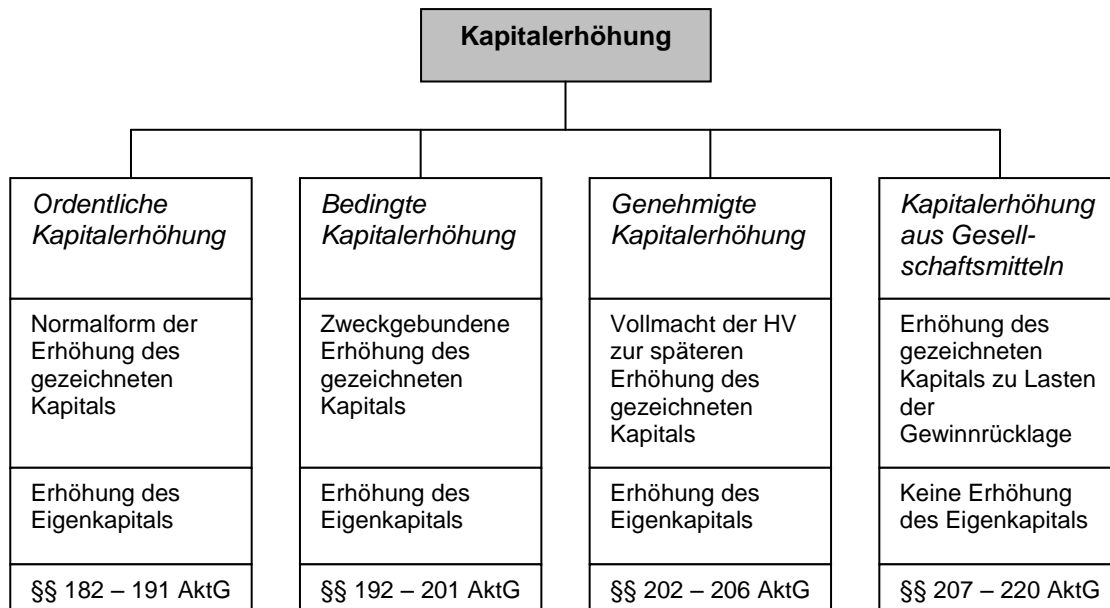 Kapitalerhöhung
Ordentliche
Kapitalerhöhung
Normalform der
Erhöhung des
gezeichneten
Kapitals
Erhöhung des
Eigenkapitals
§§ 182 – 191 AktG
Bedingte
Kapitalerhöhung
Zweckgebundene
Erhöhung des
gezeichneten
Kapitals
Erhöhung des
Eigenkapitals
§§ 192 – 201 AktG
Genehmigte
Kapitalerhöhung
Vollmacht der HV
zur späteren
Erhöhung des
gezeichneten
Kapitals
Erhöhung des
Eigenkapitals
§§ 202 – 206 AktG
Kapitalerhöhung
aus Gesell-
schaftsmitteln
Erhöhung des
gezeichneten
Kapitals zu Lasten
der
Gewinnrücklage
Keine Erhöhung
des Eigenkapitals
§§ 207 – 220 AktG